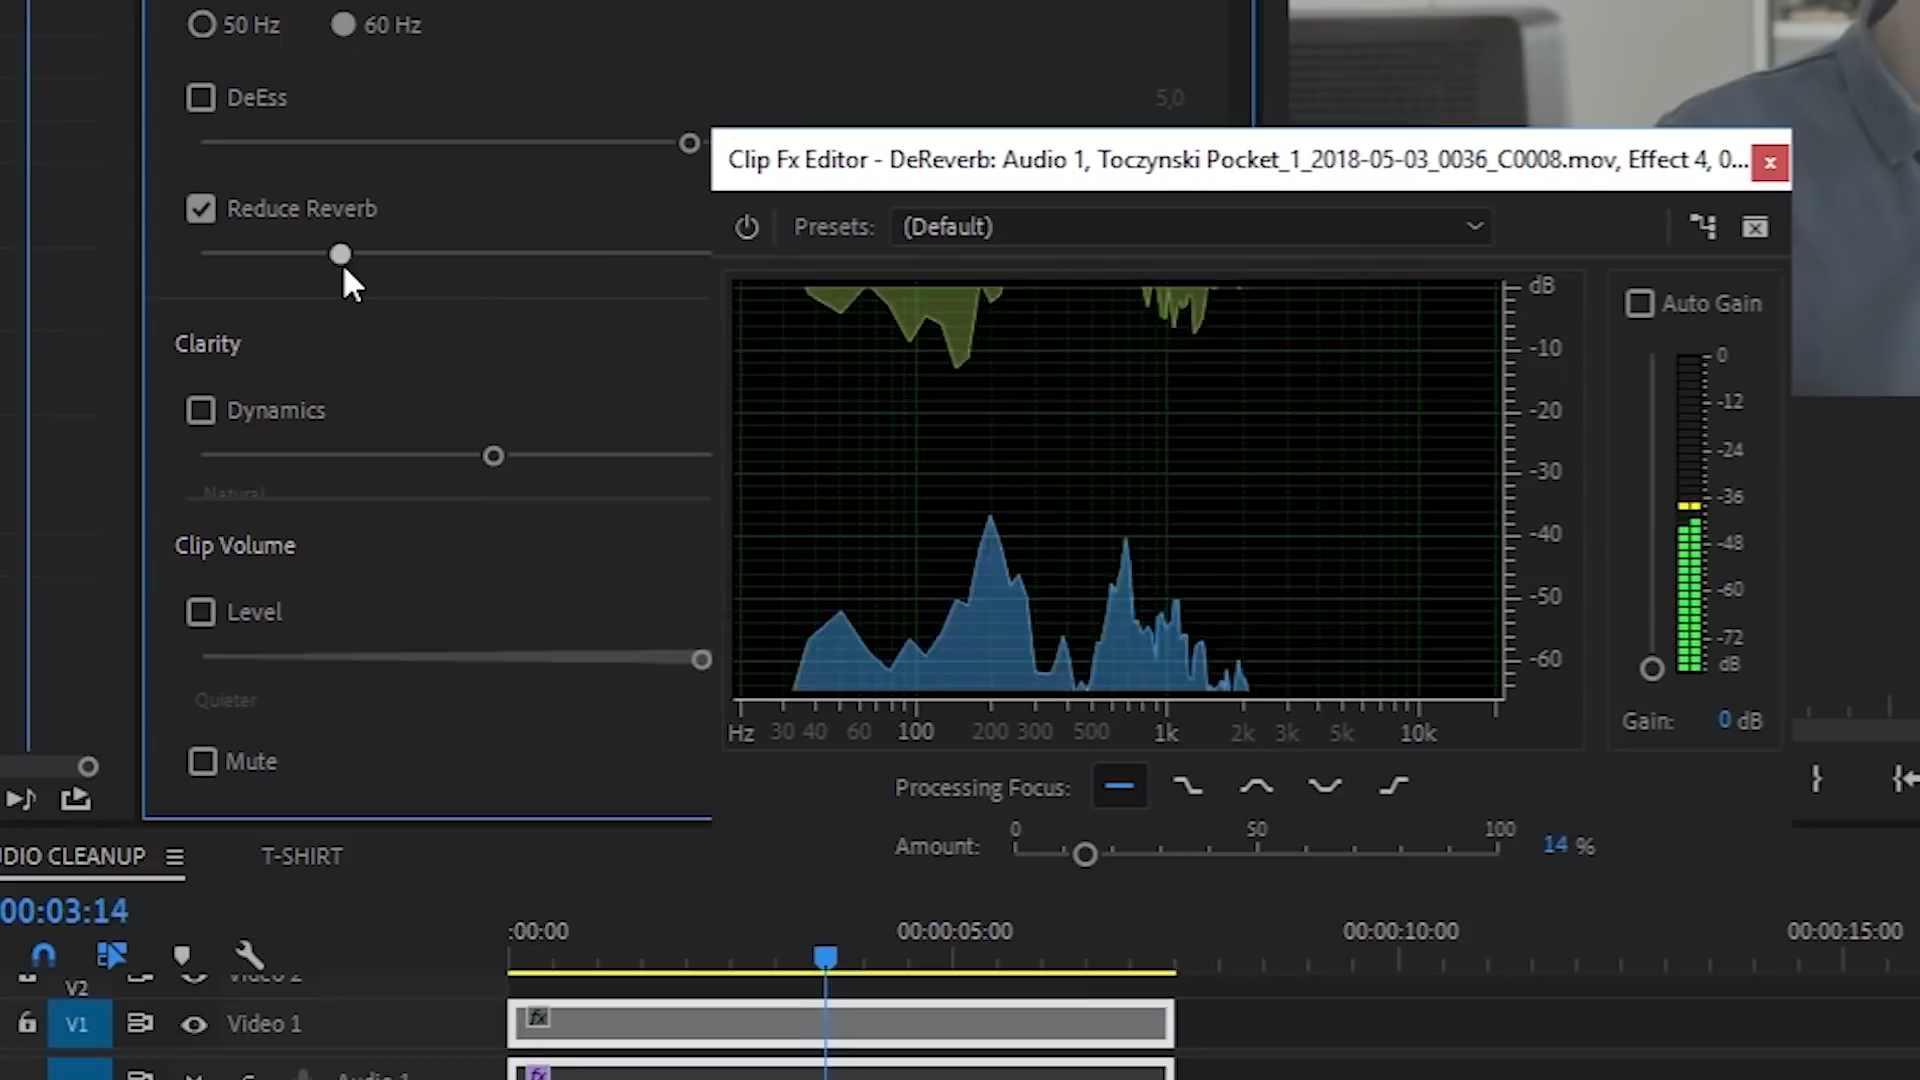 50 Hz 60 Hz
DeEss 5,0
Reduce Reverb
Clarity
Dynamics
Natural
Clip Volume
Level
Quieter
Mute
Clip Fx Editor - DeReverb: Audio 1, Toczynski Pocket_1_2018-05-03_0036_C0008.mov, Effect 4, 0...
x
Presets: (Default)
dB
-10
-20
-30
-40
-50
-60
Hz 30 40 60 100 200 300 500 1k 2k 3k 5k 10k
Auto Gain
0
-12
-24
-36
-48
-60
-72
dB
Gain: 0 dB
Processing Focus:
0 50 100
Amount: 14 %
DIO CLEANUP T-SHIRT
00:03:14
:00:00 00:00:05:00 00:00:10:00 00:00:15:00
V2 Video 2
fx
V1 Video 1
fx
Audio 1